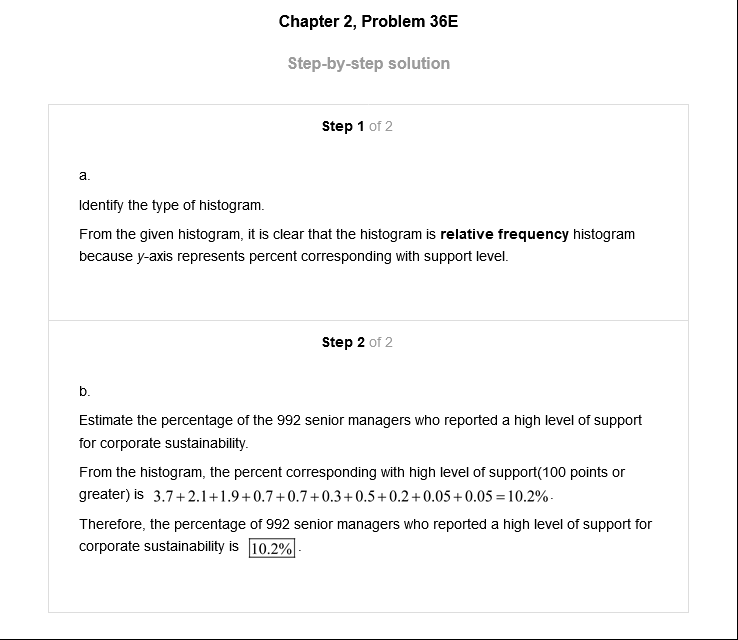 Chapter 2, Problem 36E
Step-by-step solution
Step 1 of 2
a.
Identify the type of histogram.
From the given histogram, it is clear that the histogram is relative frequency histogram
because y-axis represents percent corresponding with support level.
Step 2 of 2
b.
Estimate the percentage of the 992 senior managers who reported a high level of support
for corporate sustainability.
From the histogram, the percent corresponding with high level of support(100 points or
greater) is 3.7+2.1+1.9+0.7+0.7+0.3+0.5+0.2+0.05+0.05=10.2%.
Therefore, the percentage of 992 senior managers who reported a high level of support for
corporate sustainability is 10.2%.